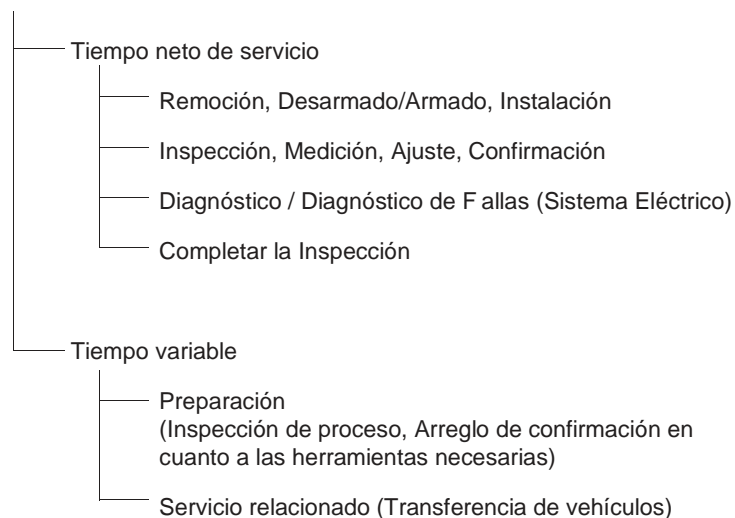 Tiempo neto de servicio
Remoción, Desarmado/Armado, Instalación
Inspección, Medición, Ajuste, Confirmación
Diagnóstico / Diagnóstico de F allas (Sistema Eléctrico)
Completar la Inspección
Tiempo variable
Preparación
(Inspección de proceso, Arreglo de confirmación en
cuanto a las herramientas necesarias)
Servicio relacionado (Transferencia de vehículos)